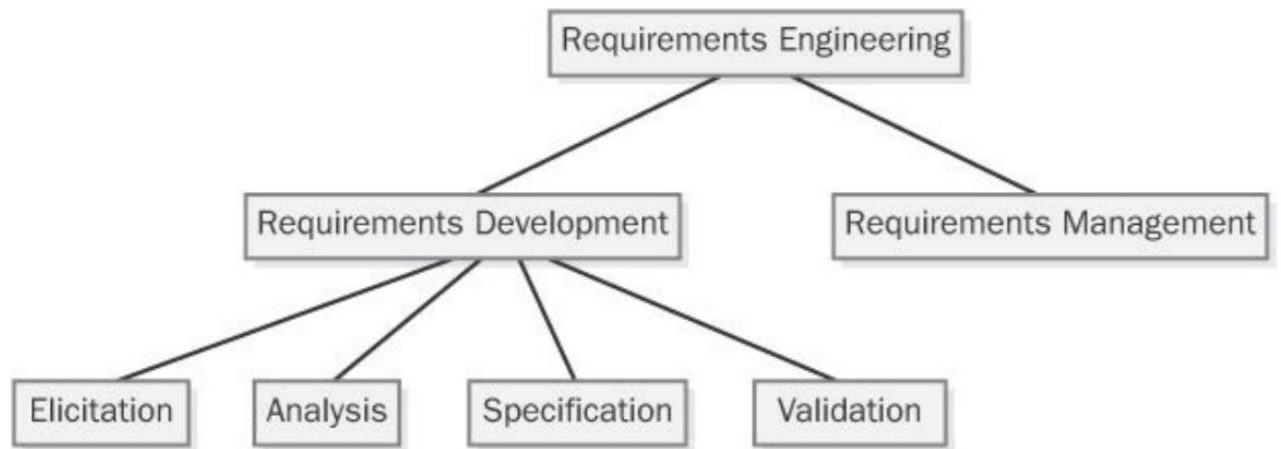 Requirements Engineering
Requirements Development
Requirements Management
Elicitation
Analysis
Specification
Validation